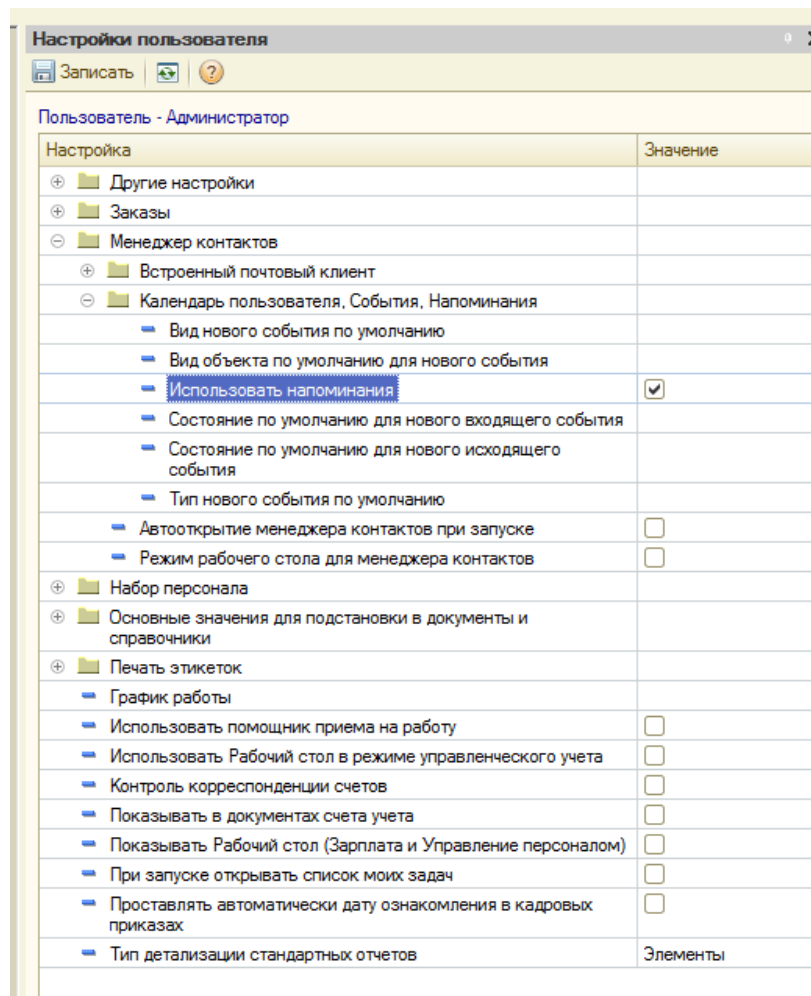 Настройки пользователя
Записать
Пользователь - Администратор
Настройка Значение
Другие настройки
Заказы
Менеджер контактов
Встроенный почтовый клиент
Календарь пользователя, События, Напоминания
Вид нового события по умолчанию
Вид объекта по умолчанию для нового события
Использовать напоминания
Состояние по умолчанию для нового входящего события
Состояние по умолчанию для нового исходящего
события
Тип нового события по умолчанию
Автооткрытие менеджера контактов при запуске
Режим рабочего стола для менеджера контактов
Набор персонала
Основные значения для подстановки в документы и
справочники
Печать этикеток
График работы
Использовать помощник приема на работу
Использовать Рабочий стол в режиме управленческого учета
Контроль корреспонденции счетов
Показывать в документах счета учета
Показывать Рабочий стол (Зарплата и Управление персоналом)
При запуске открывать список моих задач
Проставлять автоматически дату ознакомления в кадровых
приказах
Тип детализации стандартных отчетов Элементы